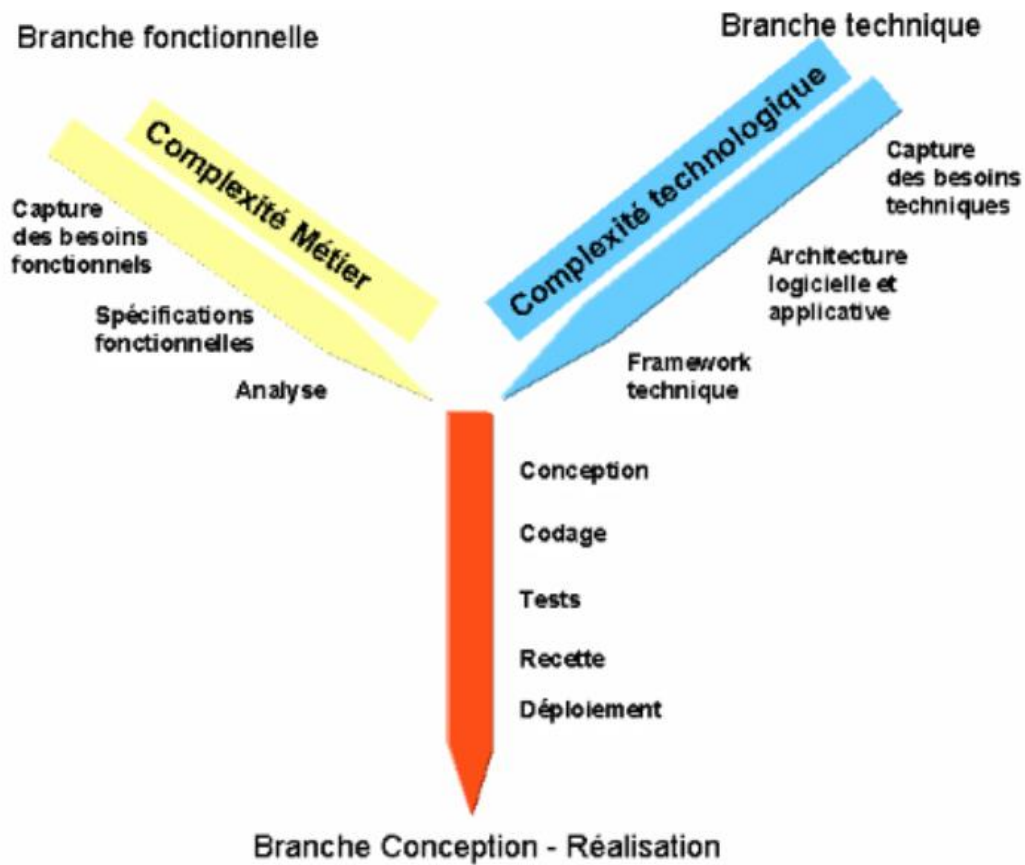 Branche fonctionnelle
Branche technique
Complexité Métier
Complexité technologique
Capture
des besoins
fonctionnels
Spécifications
fonctionnelles
Analyse
Capture
des besoins
techniques
Architecture
logicielle et
applicative
Framework
technique
Conception
Codage
Tests
Recette
Déploiement
Branche Conception - Réalisation